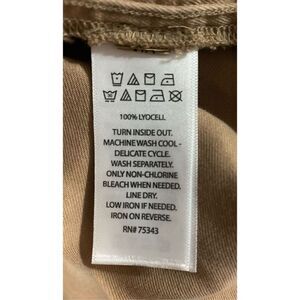 100% LYOCELL
TURN INSIDE OUT.
MACHINE WASH COOL -
DELICATE CYCLE.
WASH SEPARATELY.
ONLY NON-CHLORINE
BLEACH WHEN NEEDED.
LINE DRY.
LOW IRON IF NEEDED.
IRON ON REVERSE.
RN# 75343